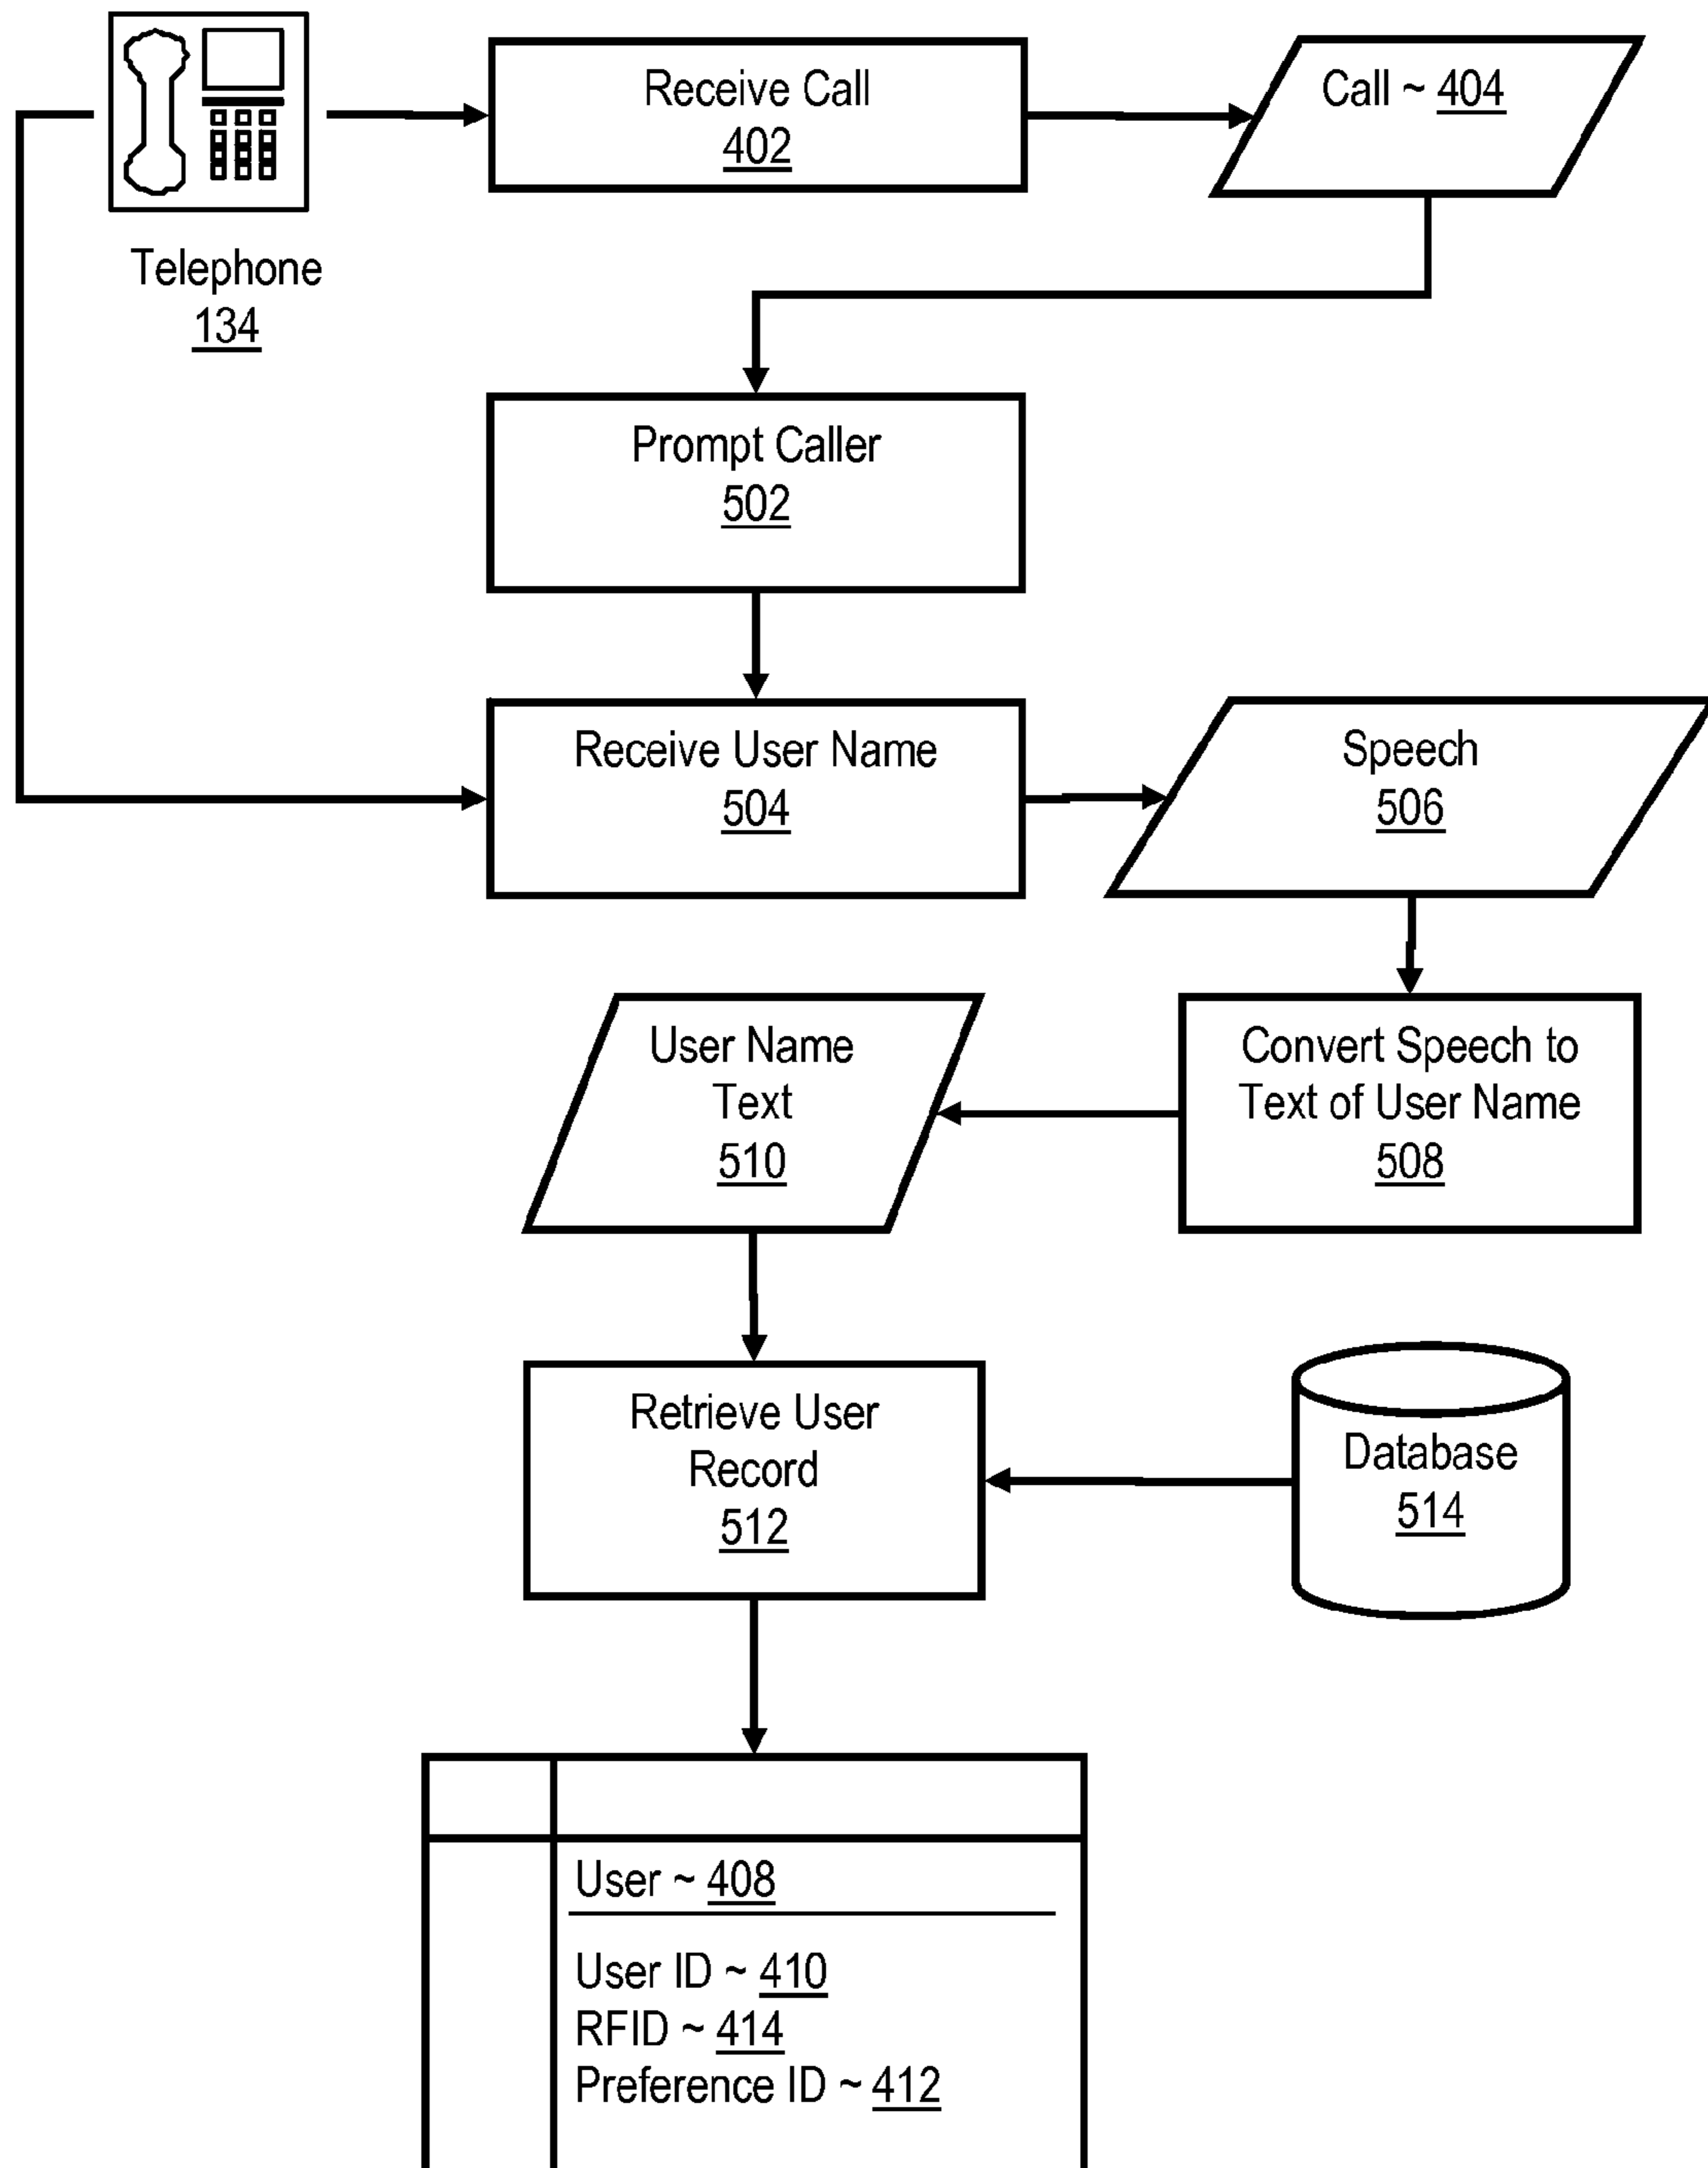 Receive Call
402
Call ~ 404
Telephone
134
Prompt Caller
502
Receive User Name
504
Speech
506
User Name
Text
510
Convert Speech to
Text of User Name
508
Retrieve User
Record
512
Database
514
User ~ 408
User ID ~ 410
RFID ~ 414
Preference ID ~ 412